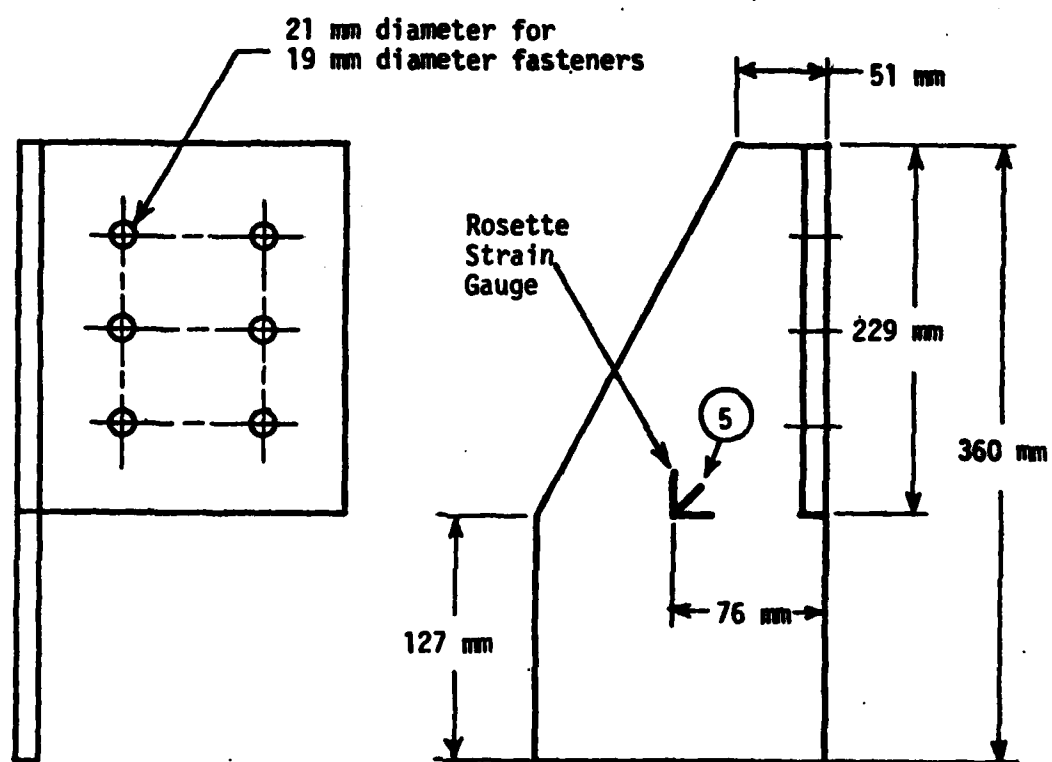 21 mm diameter for
19 mm diameter fasteners
51 mm
Rosette
Strain
Gauge
229 mm
5
360 mm
76 mm
127 mm